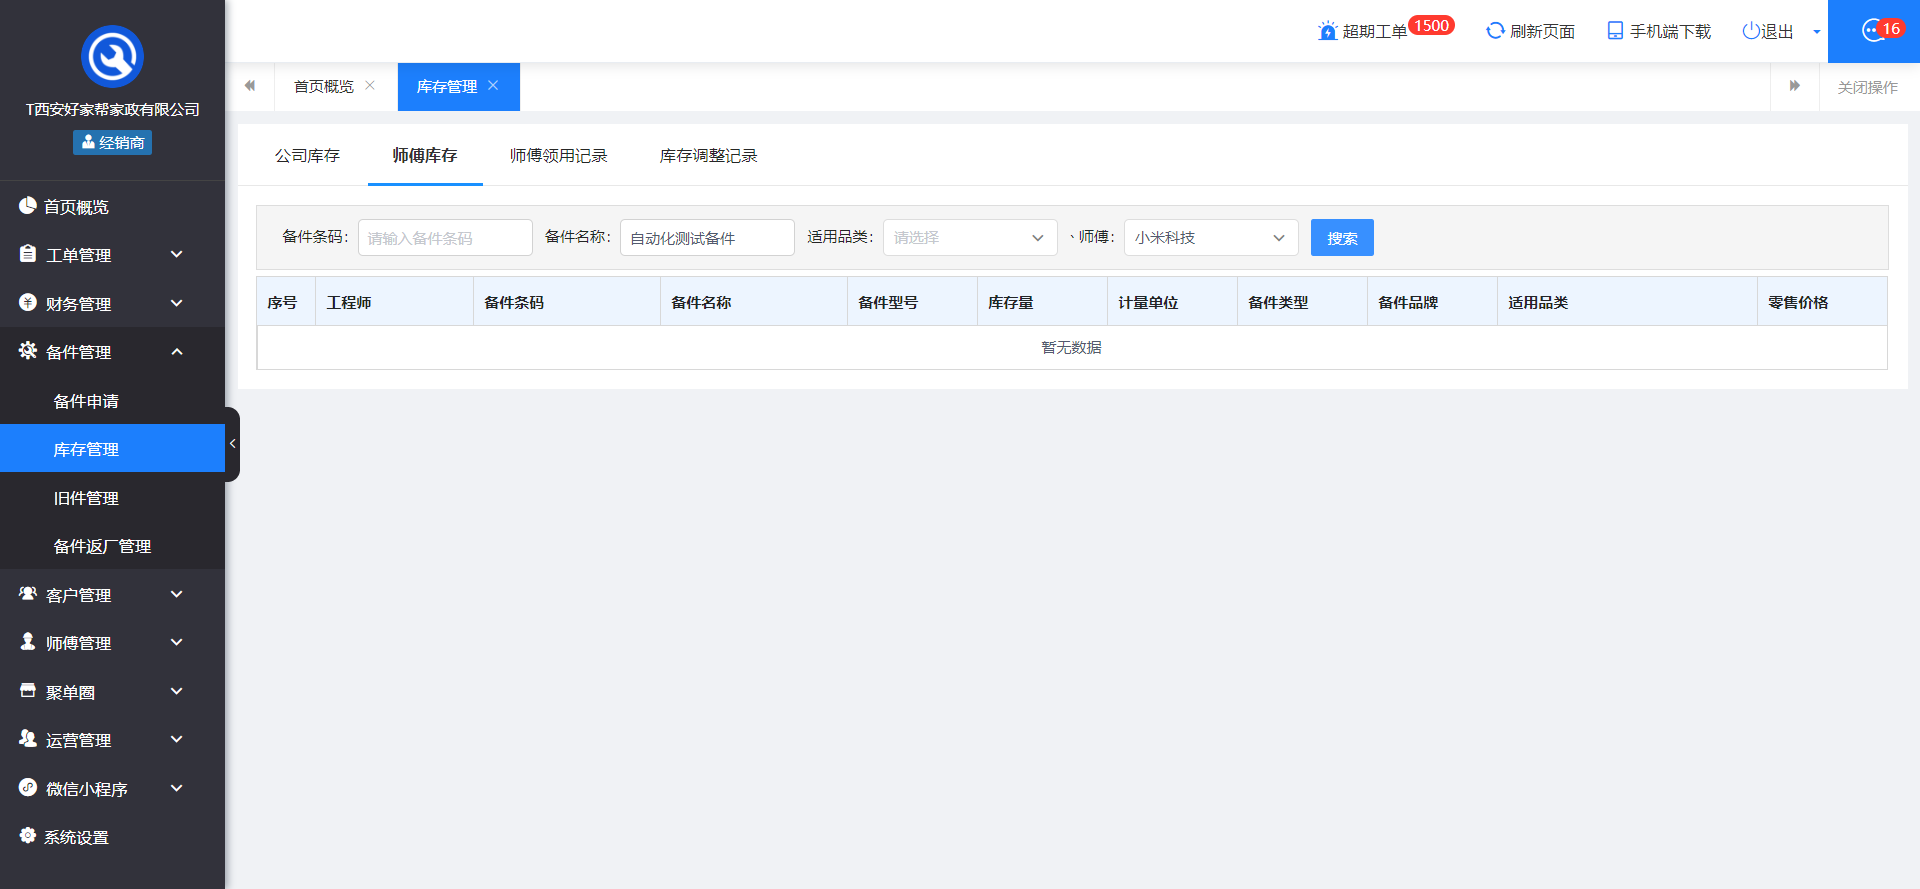 超期工单 1500 刷新页面 手机端下载 退出 16
T西安好家帮家政有限公司
经销商
首页概览 库存管理 关闭操作
首页概览
工单管理
财务管理
备件管理
备件申请
库存管理
旧件管理
备件返厂管理
客户管理
师傅管理
聚单圈
运营管理
微信小程序
系统设置
公司库存 师傅库存 师傅领用记录 库存调整记录
备件条码： 请输入备件条码 备件名称： 自动化测试备件 适用品类： 请选择 、师傅： 小米科技 搜索
序号 工程师 备件条码 备件名称 备件型号 库存量 计量单位 备件类型 备件品牌 适用品类 零售价格
暂无数据